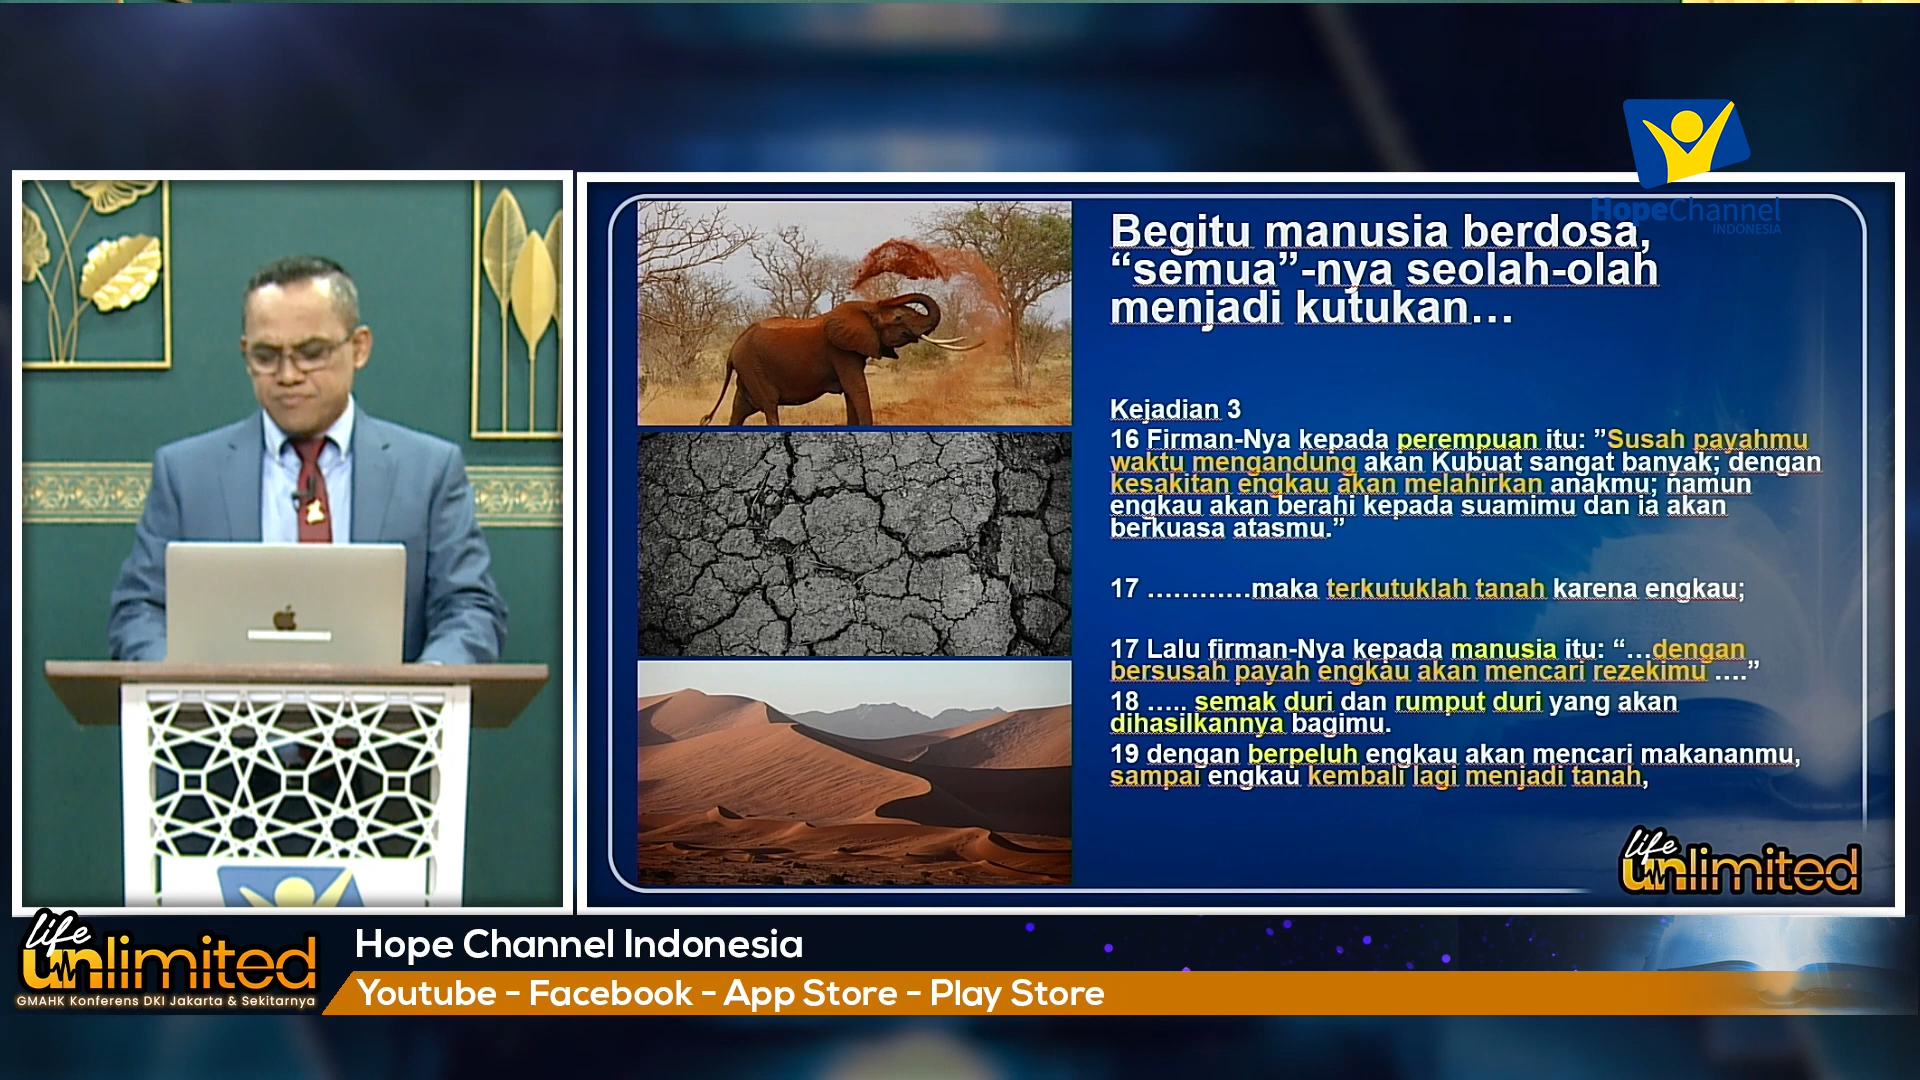 HopeChannel
INDONESIA
Begitu manusia berdosa,
“semua”-nya seolah-olah
menjadi kutukan…
Kejadian 3
16 Firman-Nya kepada perempuan itu: ”Susah payahmu
waktu mengandung akan Kubuat sangat banyak; dengan
kesakitan engkau akan melahirkan anakmu; namun
engkau akan berahi kepada suamimu dan ia akan
berkuasa atasmu.”
17 …………maka terkutuklah tanah karena engkau;
17 Lalu firman-Nya kepada manusia itu: “…dengan
bersusah payah engkau akan mencari rezekimu ….”
18 ….. semak duri dan rumput duri yang akan
dihasilkannya bagimu.
19 dengan berpeluh engkau akan mencari makananmu,
sampai engkau kembali lagi menjadi tanah,
life
unlimited
life
unlimited
GMAHK Konferens DKI Jakarta & Sekitarnya
Hope Channel Indonesia
Youtube - Facebook - App Store - Play Store